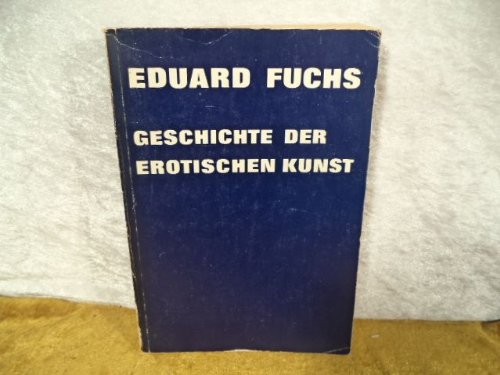 EDUARD FUCHS
GESCHICHTE DER
EROTISCHEN KUNST